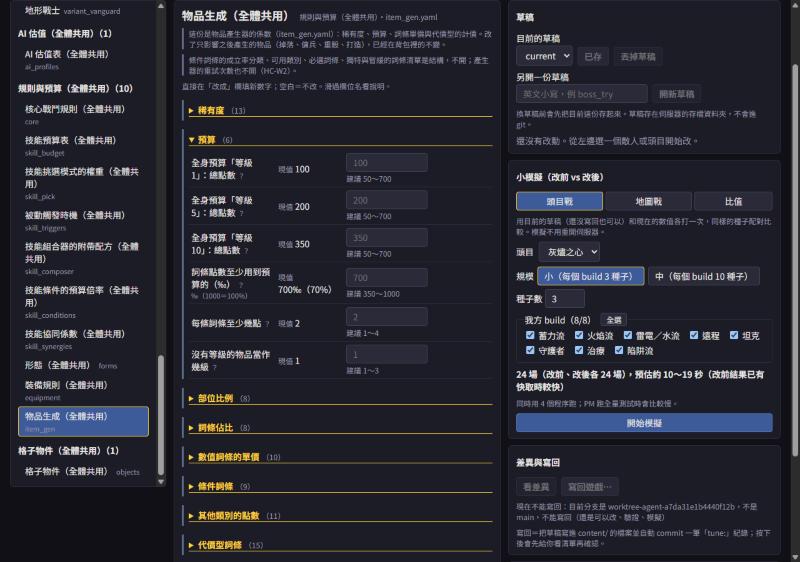 地形戰士 variant_vanguard
AI 估值（全體共用）(1)
AI 估值表（全體共用）
ai_profiles
規則與預算（全體共用）(10)
核心戰鬥規則（全體共用）
core
技能預算表（全體共用）
skill_budget
技能挑選模式的權重（全體共
用）
skill_pick
被動觸發時機（全體共用）
skill_triggers
技能組合器的附帶配方（全體
共用）
skill_composer
技能條件的預算倍率（全體共
用）
skill_conditions
技能協同係數（全體共用）
skill_synergies
形態（全體共用） forms
裝備規則（全體共用）
equipment
物品生成（全體共用）
item_gen
格子物件（全體共用）(1)
格子物件（全體共用） objects
物品生成（全體共用） 規則與預算（全體共用）・item_gen.yaml
這份是物品產生器的係數（item_gen.yaml）：稀有度、預算、詞條單價與代價型的計價。改
了只影響之後產生的物品（掉落、傭兵、重鍛、打造），已經在背包裡的不變。
條件詞條的成立率分類、可用類別、必選詞條、獨特與冒級的詞條清單是結構，不開；產生
器的重試次數也不開（HC-W2）。
直接在「改成」欄填新數字；空白＝不改。滑過欄位名看說明。
▶ 稀有度 (13)
▼ 預算 (6)
全身預算「等級
1」：總點數 ?
現值 100
100
建議 50～700
全身預算「等級
5」：總點數 ?
現值 200
200
建議 50～700
全身預算「等級
10」：總點數 ?
現值 350
350
建議 50～700
詞條點數至少用到預
算的（‰） ?
‰（1000＝100%）
現值
700‰（70%）
700
建議 350～1000
每條詞條至少幾點 ?
現值 2
2
建議 1～4
沒有等級的物品當作
幾級 ?
現值 1
1
建議 1～3
▶ 部位比例 (8)
▶ 詞條佔比 (8)
▶ 數值詞條的單價 (10)
▶ 條件詞條 (9)
▶ 其他類別的點數 (11)
▶ 代價型詞條 (15)
草稿
目前的草稿
current
已存
丟掉草稿
另開一份草稿
英文小寫，例 boss_try
開新草稿
換草稿前會先把目前這份存起來。草稿存在伺服器的存檔資料夾，不會進
git。
還沒有改動。從左邊選一個敵人或頭目開始改。
小模擬（改前 vs 改後）
頭目戰
地圖戰
比值
用目前的草稿（還沒寫回也可以）和現在的數值各打一次，同樣的種子配對比
較。模擬不用重開伺服器。
頭目 灰燼之心
規模 小（每個 build 3 種子） 中（每個 build 10 種子）
種子數 3
我方 build（8/8） 全選
蓄力流 火焰流 雷電／水流 遠程 坦克
守護者 治療 陷阱流
24 場（改前、改後各 24 場），預估約 10～19 秒（改前結果已有
快取時較快）
同時用 4 個程序跑；PM 跑全量測試時會比較慢。
開始模擬
差異與寫回
看差異
寫回遊戲…
現在不能寫回：目前分支是 worktree-agent-a7da31e1b4440f12b，不是
main，不能寫回（還是可以改、驗證、模擬）
寫回＝把草稿寫進 content/ 的檔案並自動 commit 一筆「tune:」紀錄；按下
後會先給你看清單再確認。